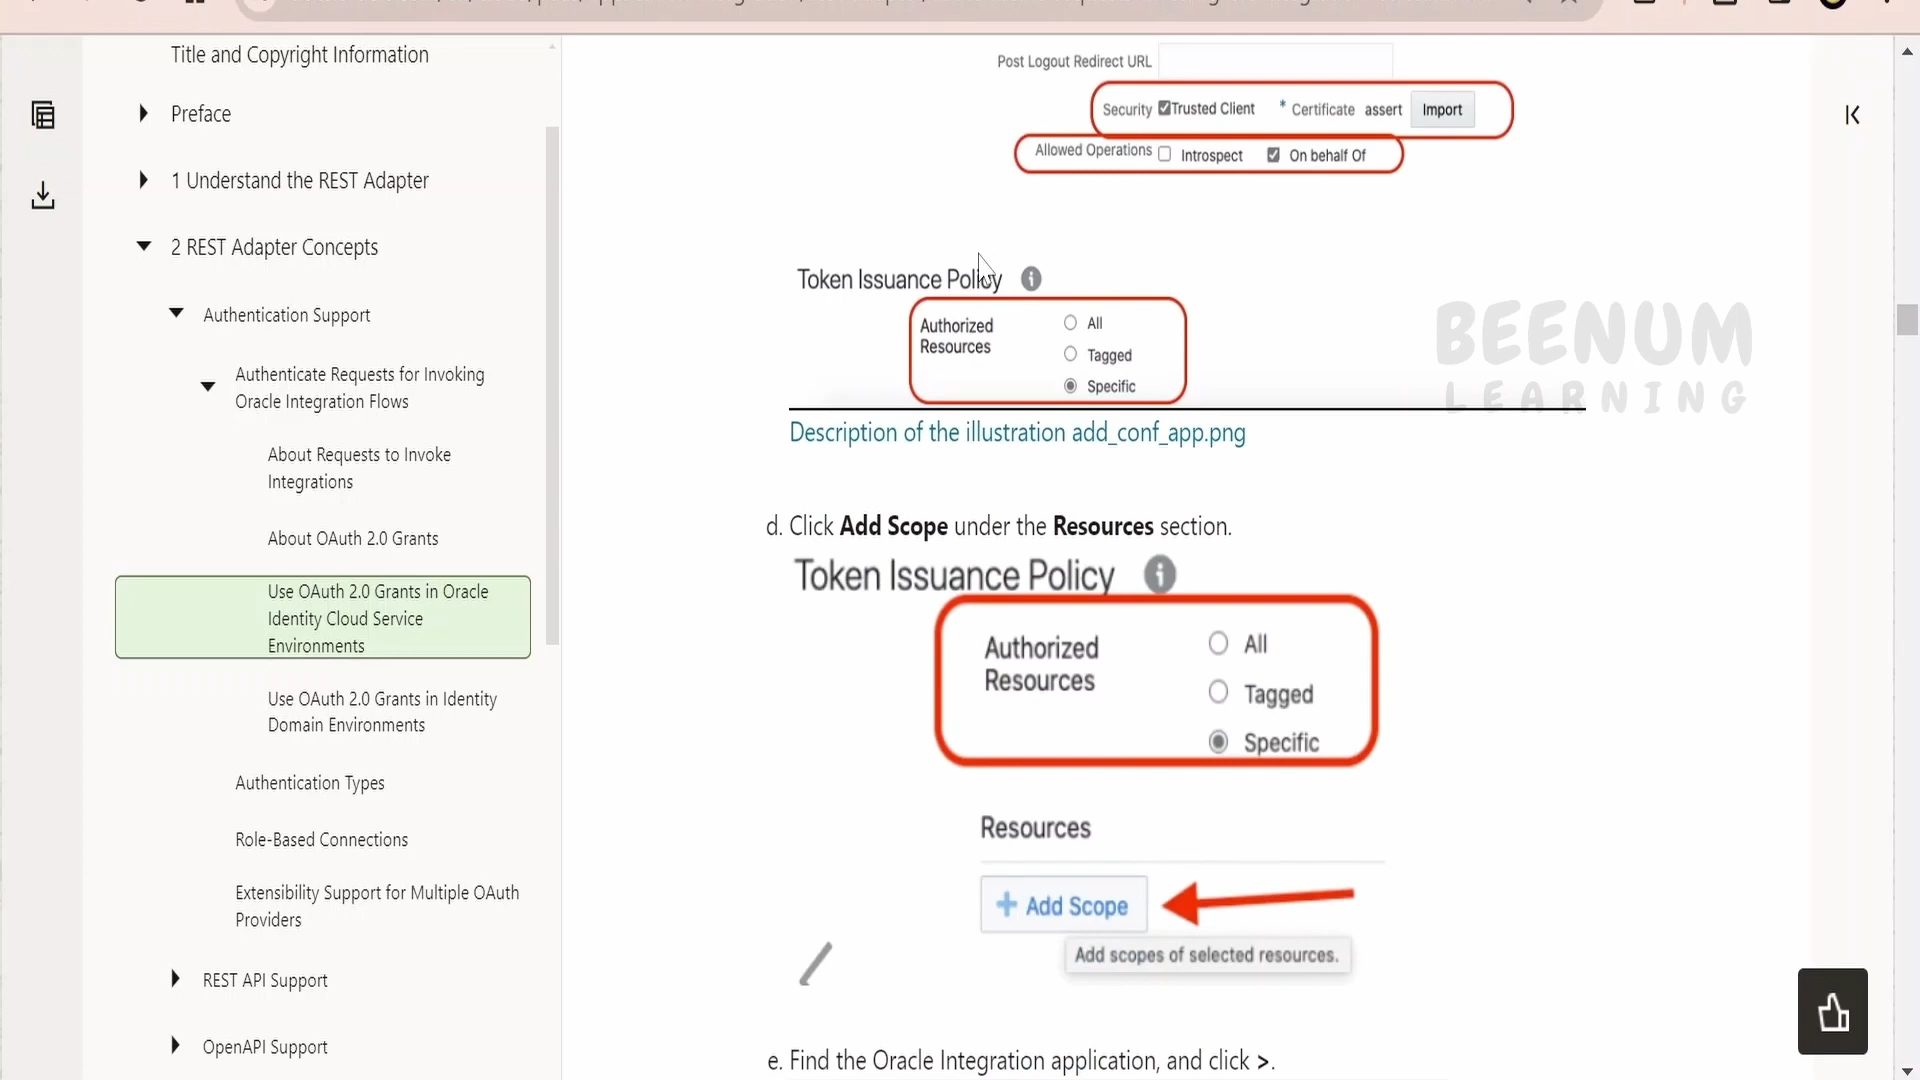 Title and Copyright Information
Preface
1 Understand the REST Adapter
2 REST Adapter Concepts
Authentication Support
Authenticate Requests for Invoking
Oracle Integration Flows
About Requests to Invoke
Integrations
About OAuth 2.0 Grants
Use OAuth 2.0 Grants in Oracle
Identity Cloud Service
Environments
Use OAuth 2.0 Grants in Identity
Domain Environments
Authentication Types
Role-Based Connections
Extensibility Support for Multiple OAuth
Providers
REST API Support
OpenAPI Support
Post Logout Redirect URL
Security Trusted Client * Certificate assert Import
Allowed Operations Introspect On behalf Of
Token Issuance Policy
Authorized
Resources
All
Tagged
Specific
BEENUM
LEARNING
Description of the illustration add_conf_app.png
d. Click Add Scope under the Resources section.
Token Issuance Policy
Authorized
Resources
All
Tagged
Specific
Resources
+ Add Scope
Add scopes of selected resources.
e. Find the Oracle Integration application, and click >.